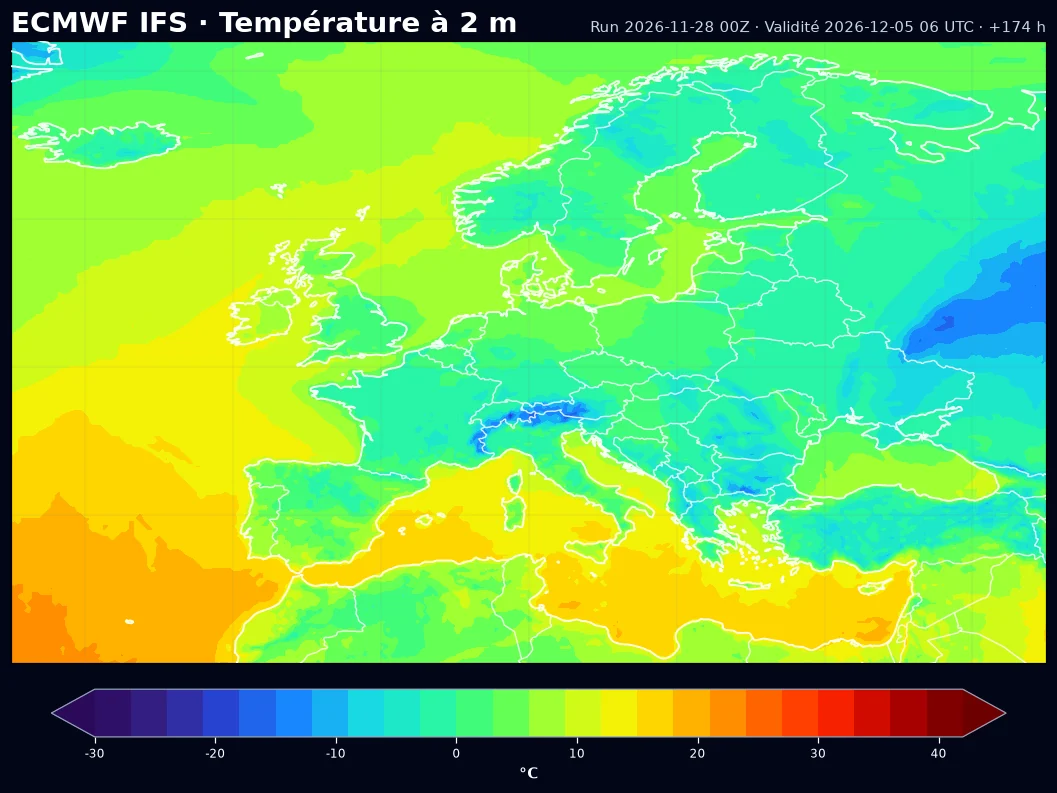 ECMWF IFS · Température à 2 m
Run 2026-11-28 00Z · Validité 2026-12-05 06 UTC · +174 h
-30 -20 -10 0 10 20 30 40
°C